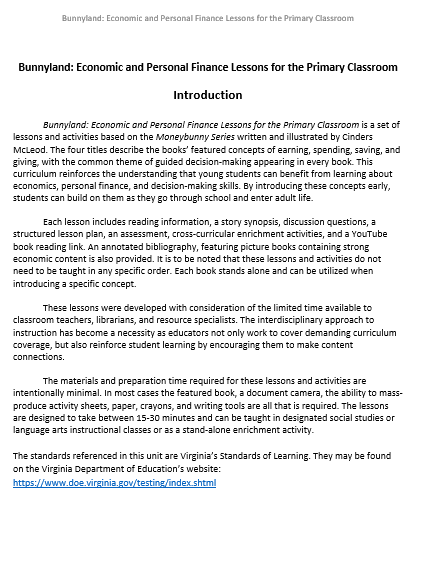 Bunnyland: Economic and Personal Finance Lessons for the Primary Classroom
Bunnyland: Economic and Personal Finance Lessons for the Primary Classroom
Introduction
Bunnyland: Economic and Personal Finance Lessons for the Primary Classroom is a set of
lessons and activities based on the Moneybunny Series written and illustrated by Cinders
McLeod. The four titles describe the books' featured concepts of earning, spending, saving, and
giving, with the common theme of guided decision-making appearing in every book. This
curriculum reinforces the understanding that young students can benefit from learning about
economics, personal finance, and decision-making skills. By introducing these concepts early,
students can build on them as they go through school and enter adult life.
Each lesson includes reading information, a story synopsis, discussion questions, a
structured lesson plan, an assessment, cross-curricular enrichment activities, and a YouTube
book reading link. An annotated bibliography, featuring picture books containing strong
economic content is also provided. It is to be noted that these lessons and activities do not
need to be taught in any specific order. Each book stands alone and can be utilized when
introducing a specific concept.
These lessons were developed with consideration of the limited time available to
classroom teachers, librarians, and resource specialists. The interdisciplinary approach to
instruction has become a necessity as educators not only work to cover demanding curriculum
coverage, but also reinforce student learning by encouraging them to make content
connections.
The materials and preparation time required for these lessons and activities are
intentionally minimal. In most cases the featured book, a document camera, the ability to mass-
produce activity sheets, paper, crayons, and writing tools are all that is required. The lessons
are designed to take between 15-30 minutes and can be taught in designated social studies or
language arts instructional classes or as a stand-alone enrichment activity.
The standards referenced in this unit are Virginia's Standards of Learning. They may be found
on the Virginia Department of Education's website:
https://www.doe.virginia.gov/testing/index.shtml